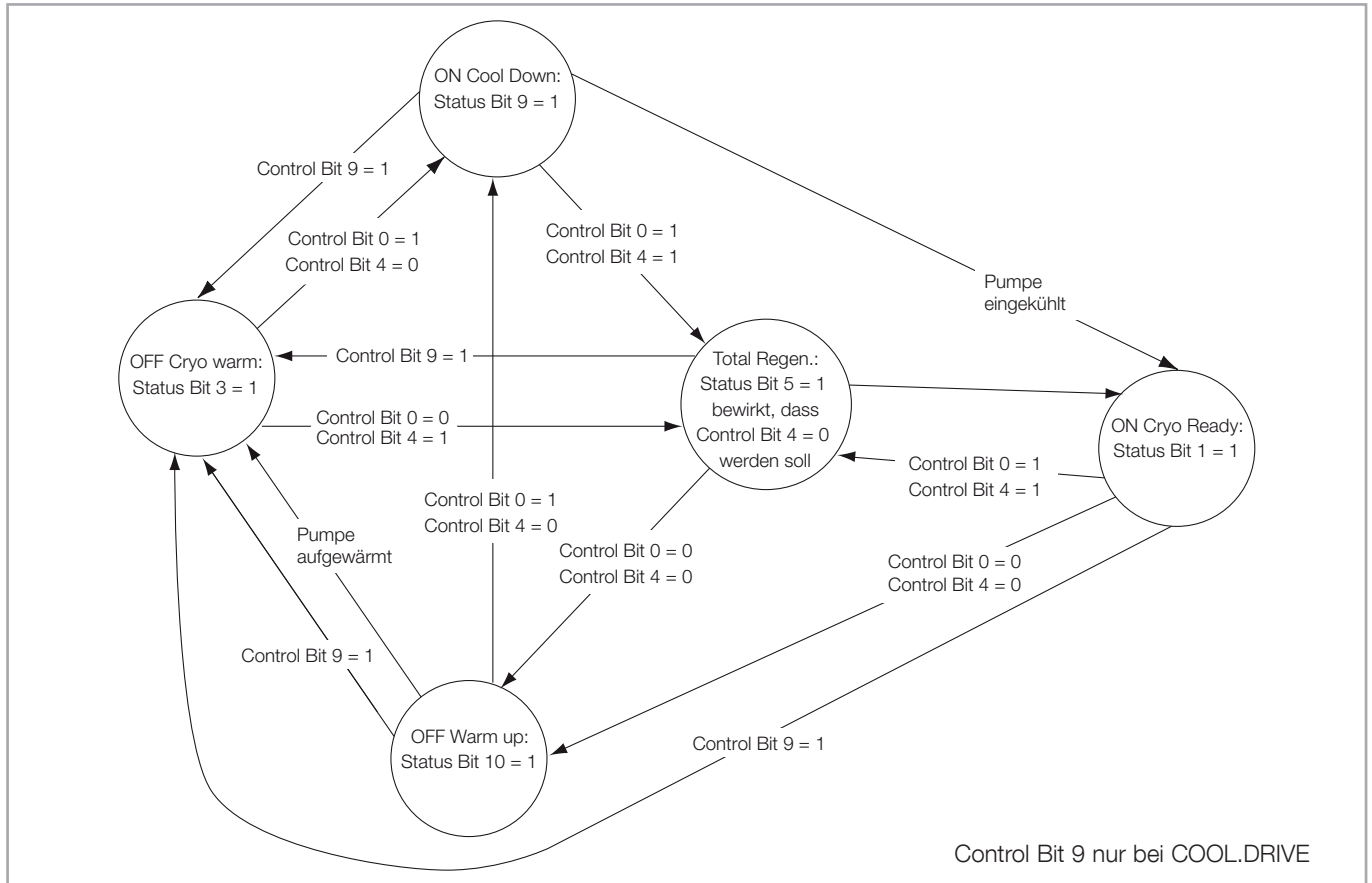 ON Cool Down:
Status Bit 9 = 1
Control Bit 9 = 1
Control Bit 0 = 1
Control Bit 4 = 0
Control Bit 0 = 1
Control Bit 4 = 1
Pumpe
eingekühlt
OFF Cryo warm:
Status Bit 3 = 1
Control Bit 9 = 1
Total Regen.:
Status Bit 5 = 1
bewirkt, dass
Control Bit 4 = 0
werden soll
Control Bit 0 = 0
Control Bit 4 = 1
ON Cryo Ready:
Status Bit 1 = 1
Control Bit 0 = 1
Control Bit 4 = 1
Control Bit 0 = 1
Control Bit 4 = 0
Pumpe
aufgewärmt
Control Bit 0 = 0
Control Bit 4 = 0
Control Bit 0 = 0
Control Bit 4 = 0
Control Bit 9 = 1
OFF Warm up:
Status Bit 10 = 1
Control Bit 9 = 1
Control Bit 9 nur bei COOL.DRIVE